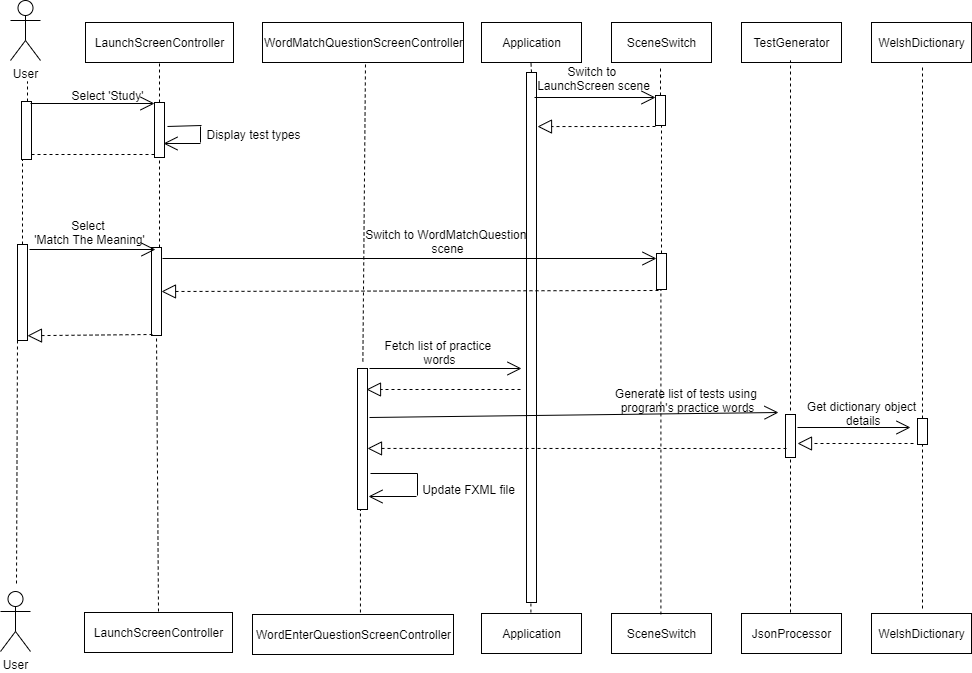 User
LaunchScreenController
WordMatchQuestionScreenController
Application
SceneSwitch
TestGenerator
WelshDictionary
Switch to
LaunchScreen scene
Select 'Study'
Display test types
Select
'Match The Meaning'
Switch to WordMatchQuestion
scene
Fetch list of practice
words
Generate list of tests using
program's practice words
Get dictionary object
details
Update FXML file
User
LaunchScreenController
WordEnterQuestionScreenController
Application
SceneSwitch
JsonProcessor
WelshDictionary